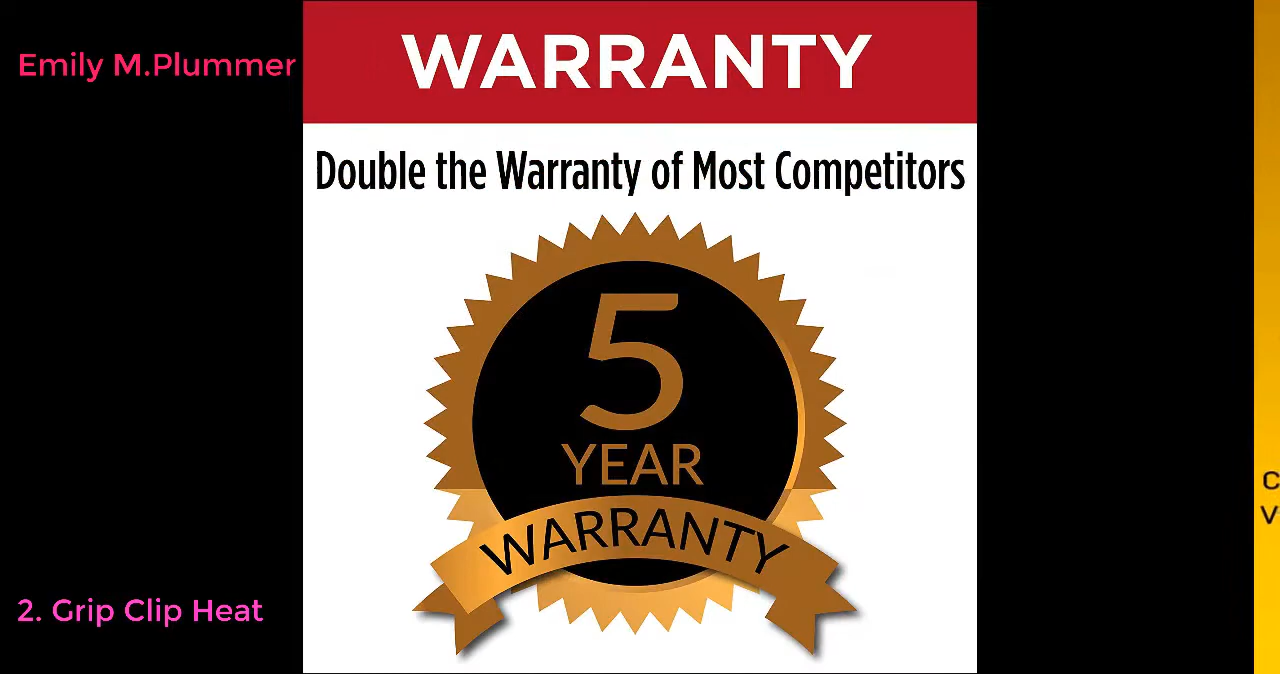 Emily M.Plummer
WARRANTY
Double the Warranty of Most Competitors
5
YEAR
WARRANTY
2. Grip Clip Heat